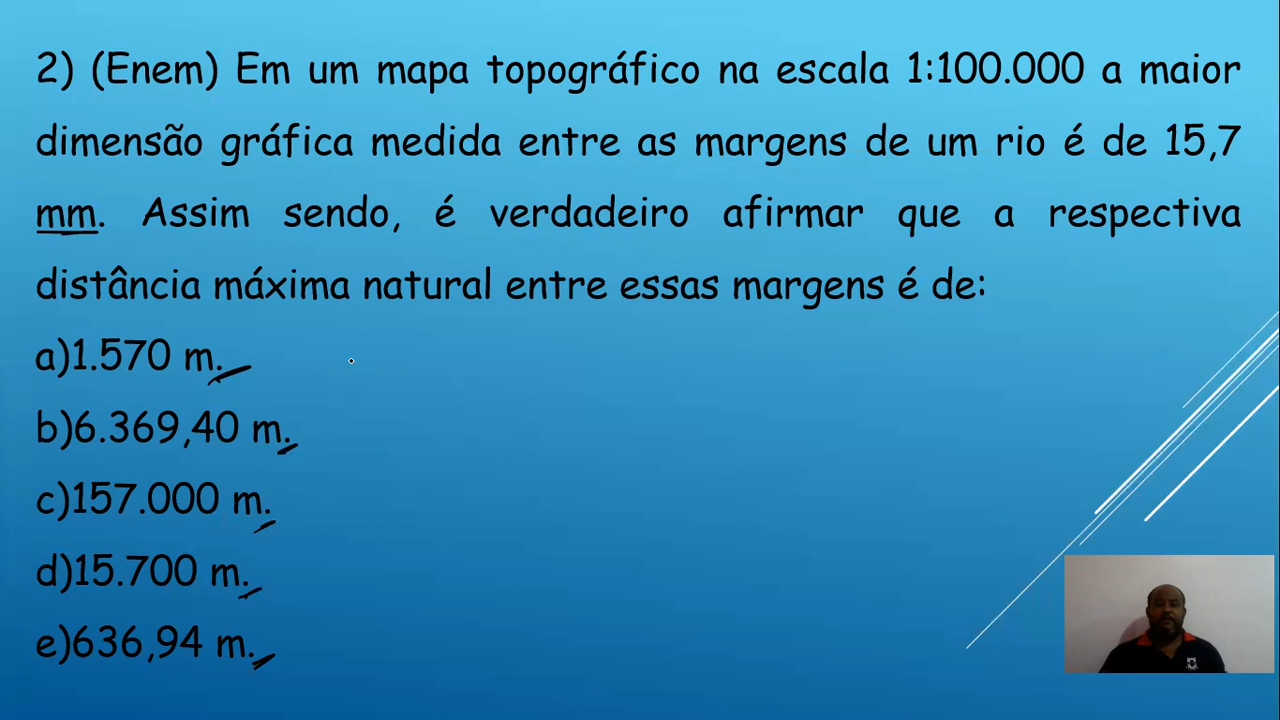 2) (Enem) Em um mapa topográfico na escala 1:100.000 a maior
dimensão gráfica medida entre as margens de um rio é de 15,7
mm. Assim sendo, é verdadeiro afirmar que a respectiva
distância máxima natural entre essas margens é de:
a)1.570 m.
b)6.369,40 m.
c)157.000 m.
d)15.700 m.
e)636,94 m.